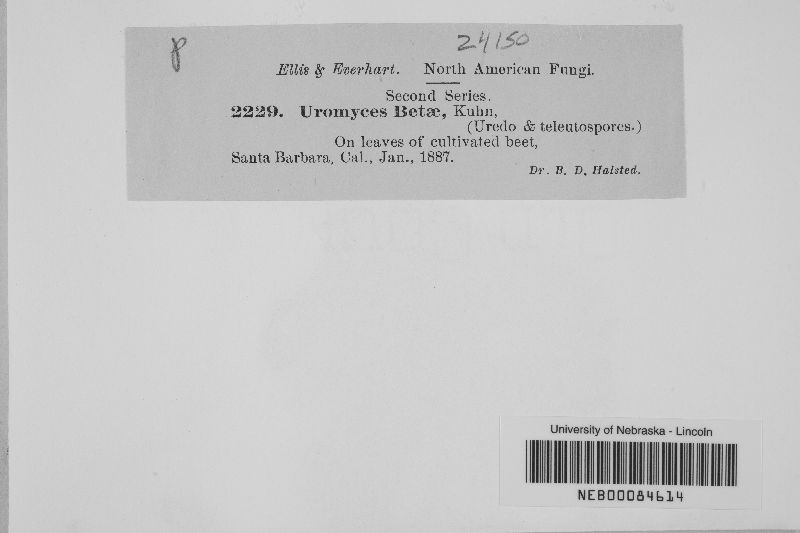 p
24150
Ellis & Everhart. North American Fungi.
Second Series.
2229. Uromyces Betæ, Kuhn,
(Uredo & teleutospores.)
On leaves of cultivated beet,
Santa Barbara, Cal., Jan., 1887.
Dr. B. D. Halsted.
University of Nebraska - Lincoln
NEB00084614